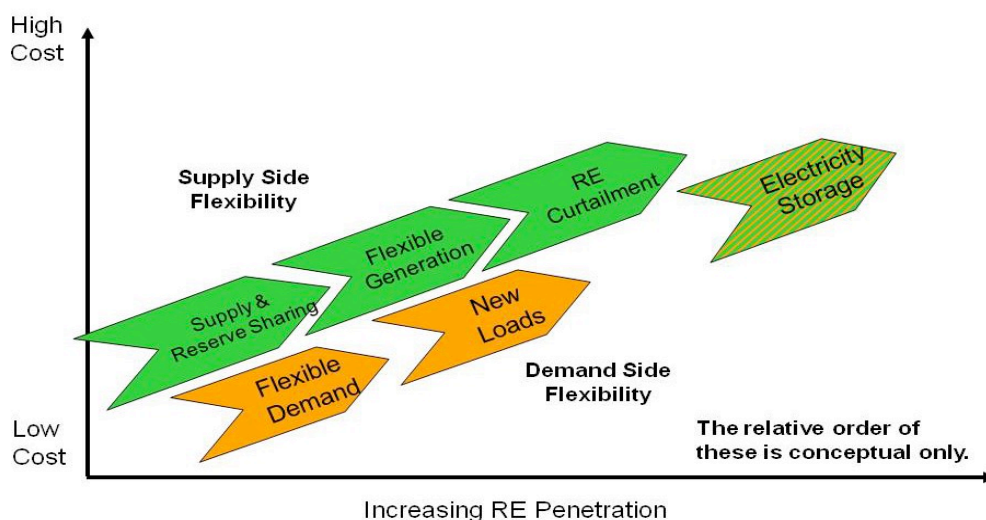 High
Cost
Supply Side
Flexibility
RE
Curtailment
Electricity
Storage
Flexible
Generation
Supply &
Reserve Sharing
New
Loads
Flexible
Demand
Demand Side
Flexibility
Low
Cost
The relative order of
these is conceptual only.
Increasing RE Penetration